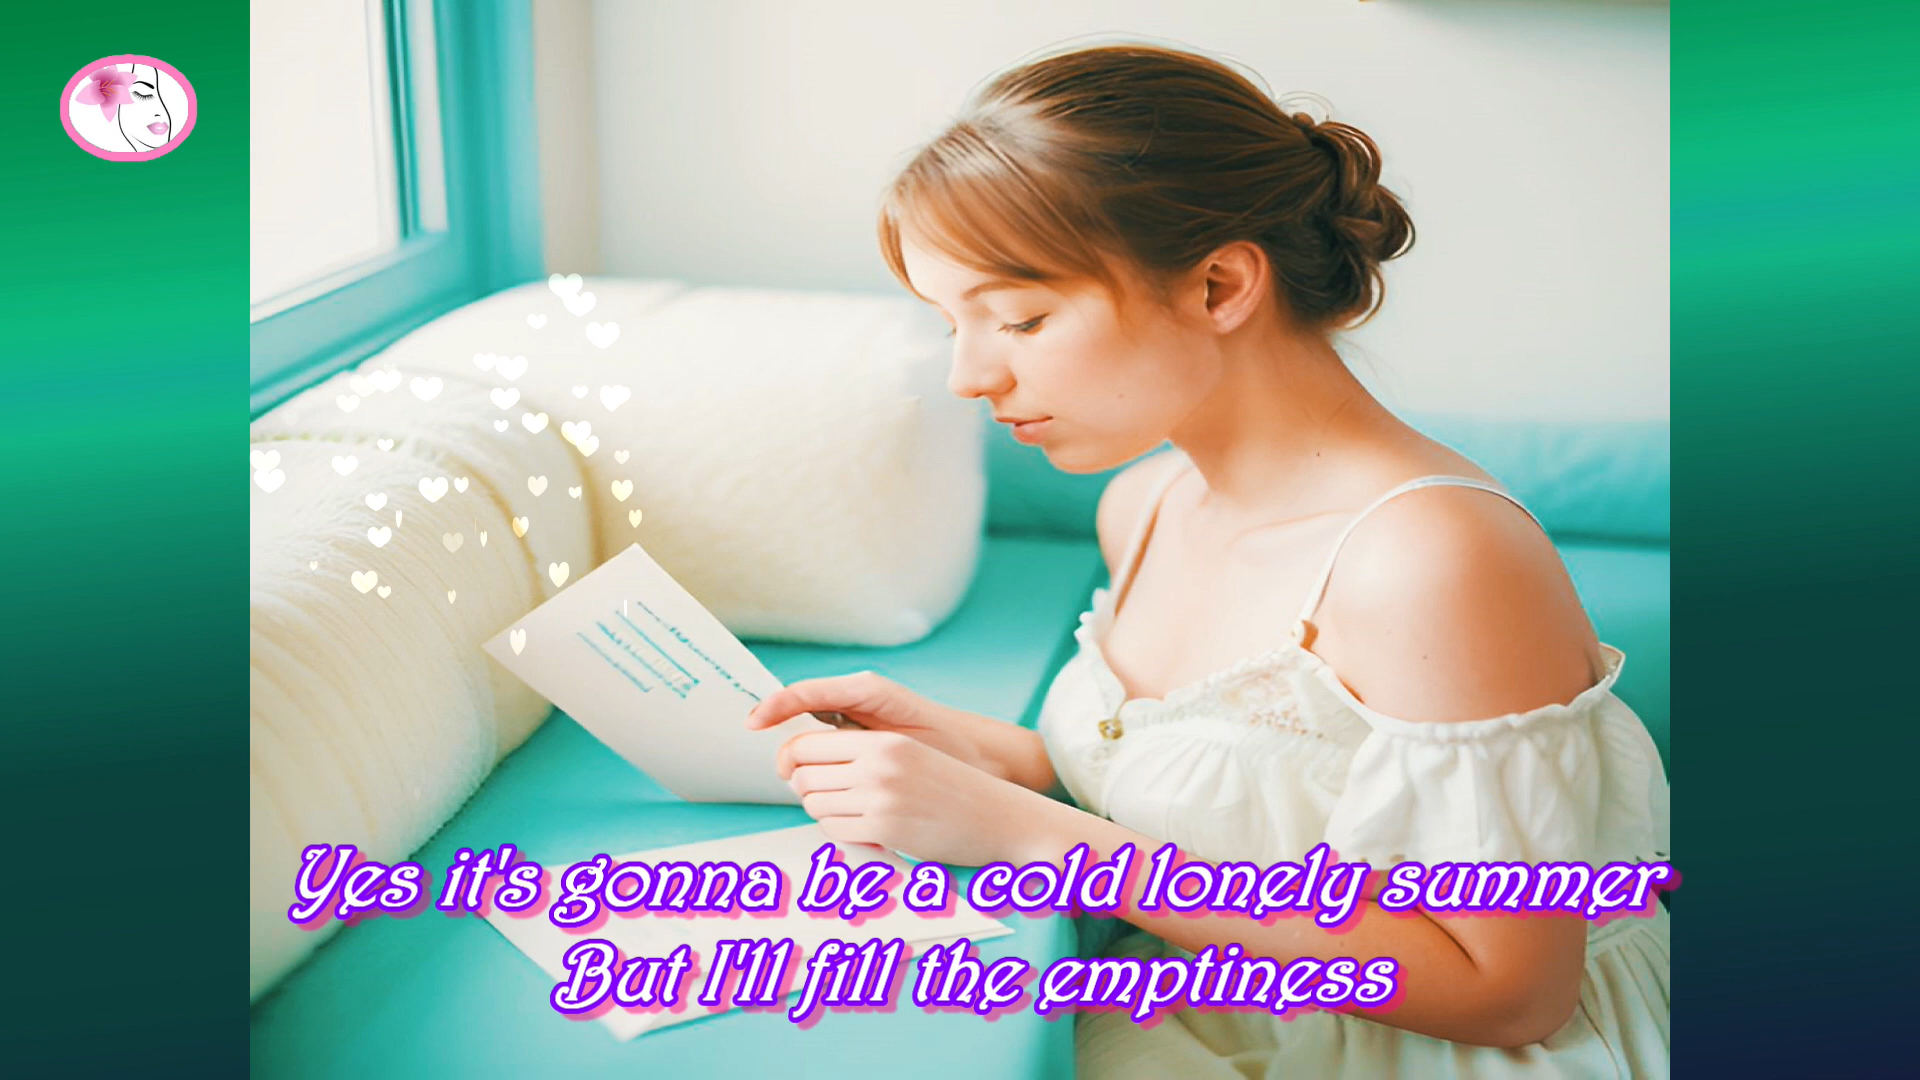 Yes it's gonna be a cold lonely summer
But I'll fill the emptiness